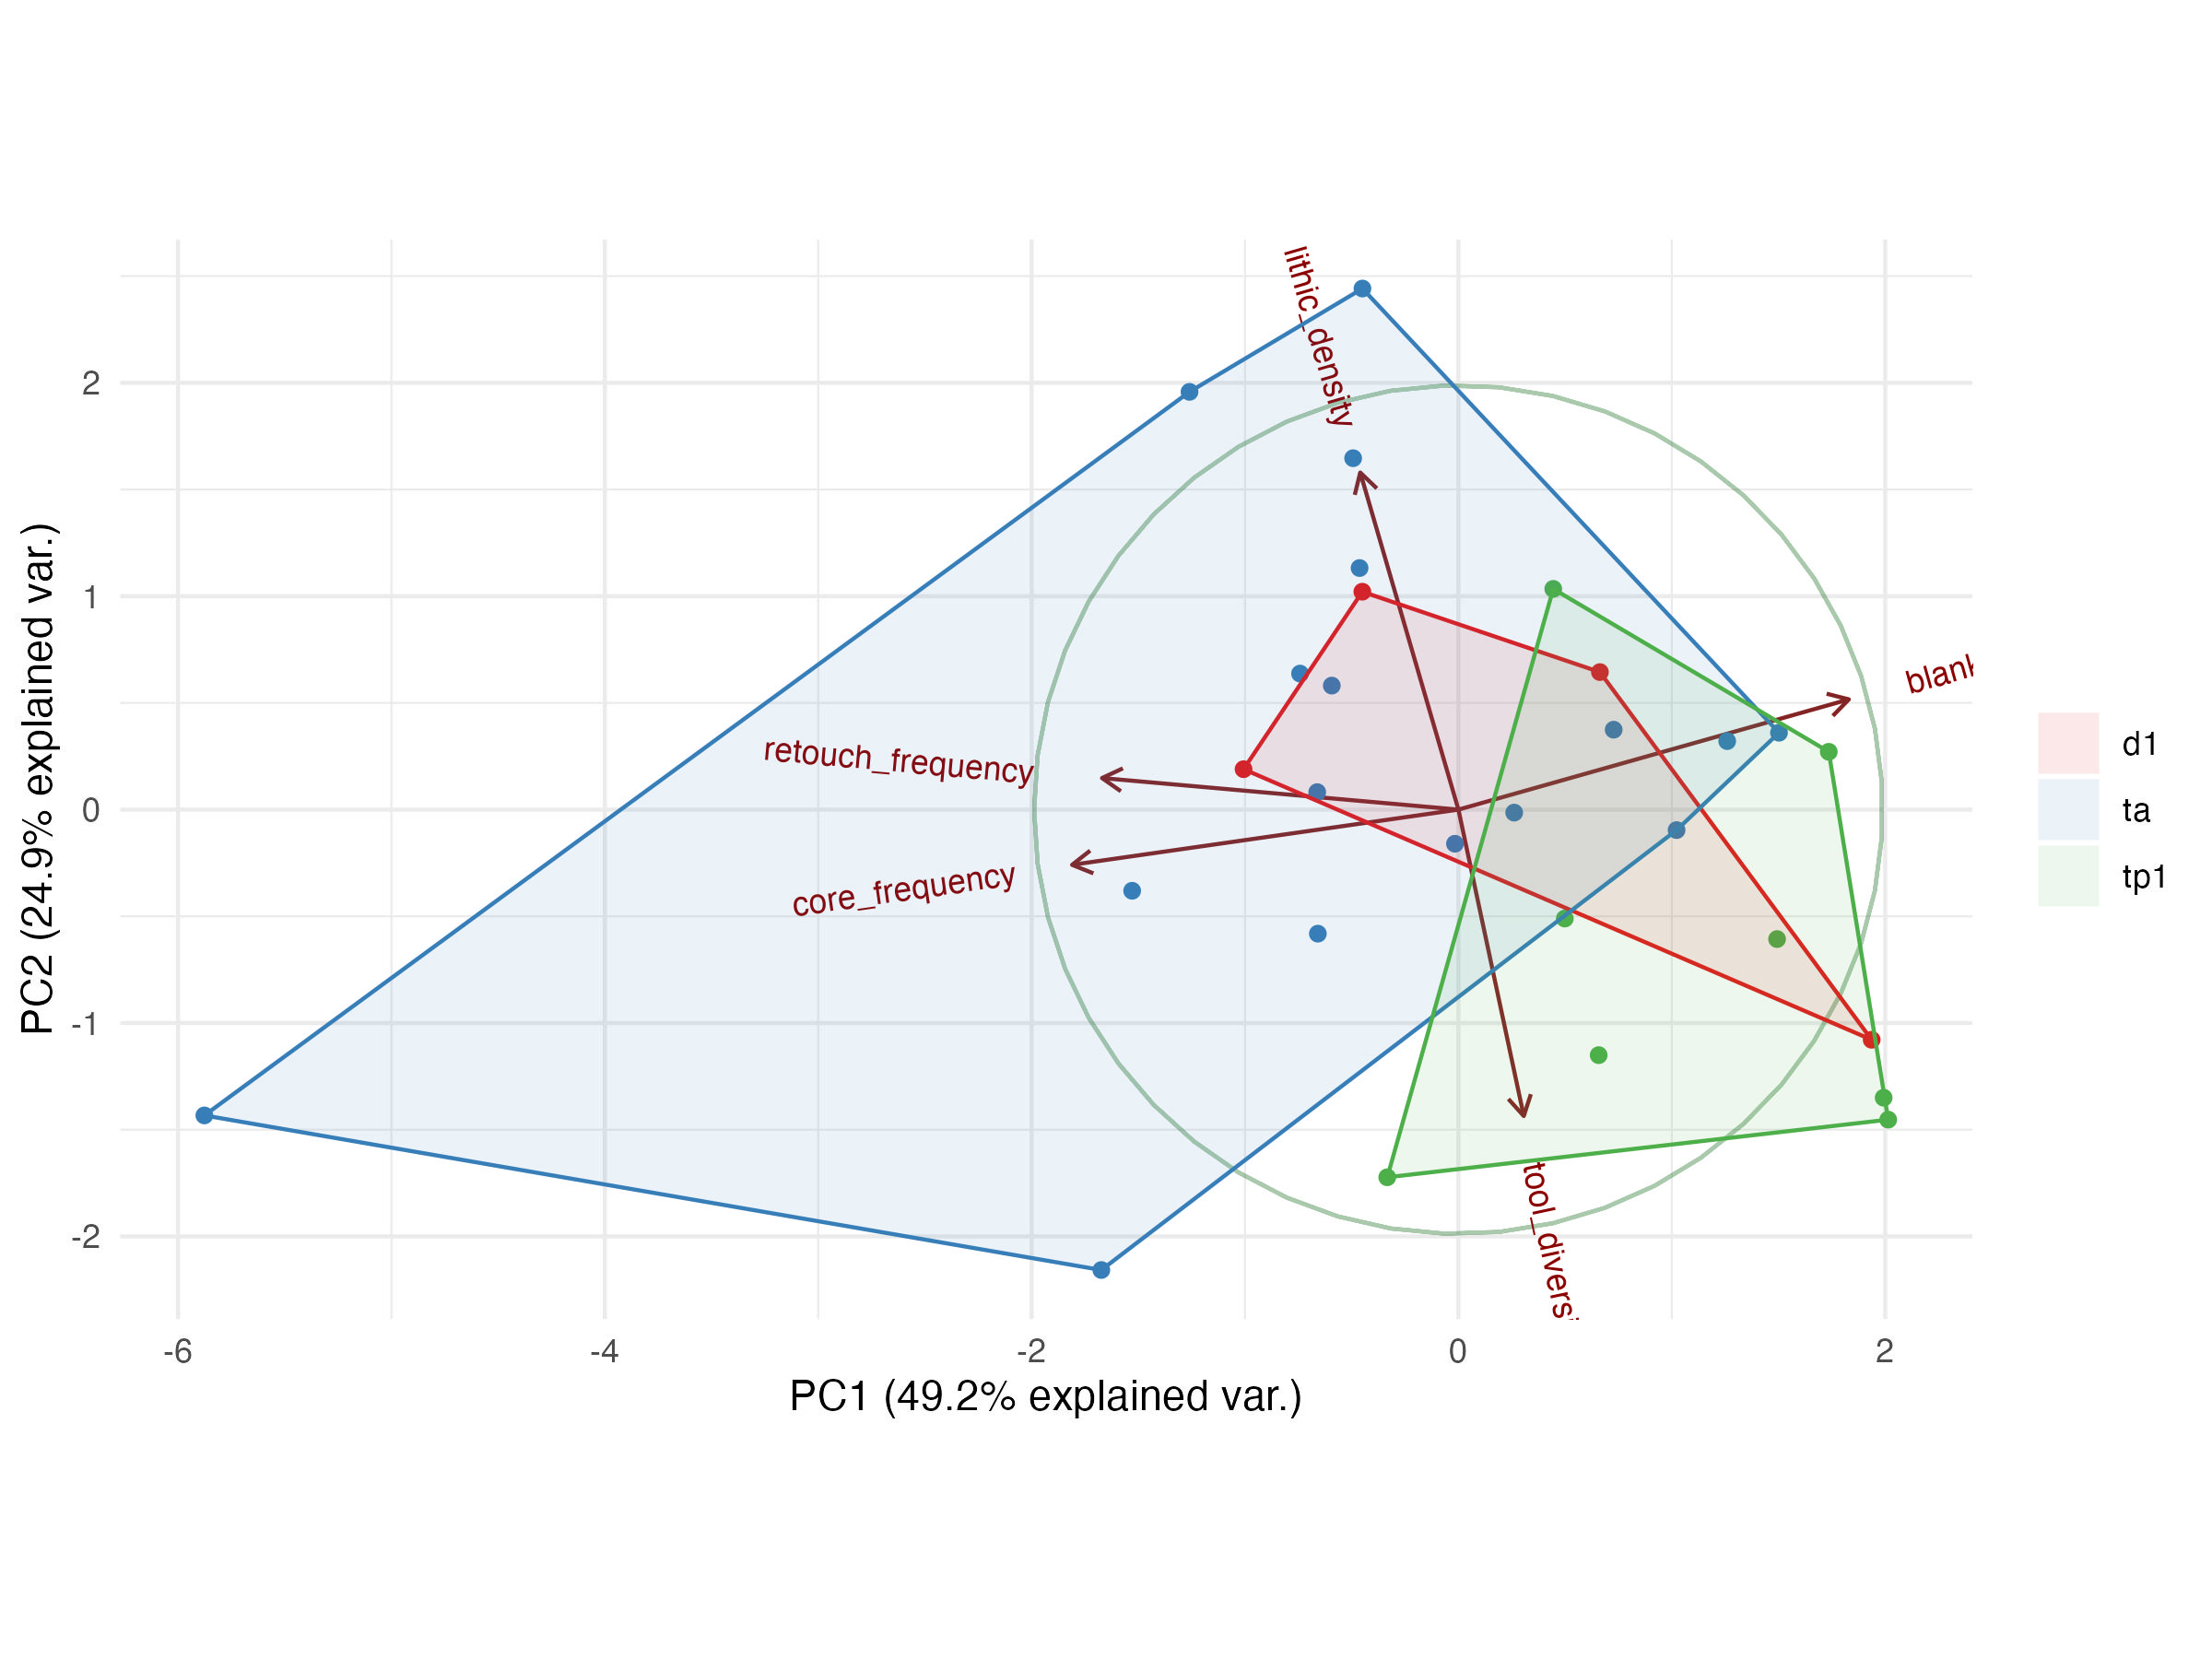 lithic_density
blank
retouch_frequency
core_frequency
tool_diversi
PC2 (24.9% explained var.)
2
1
0
-1
-2
-6
-4
-2
0
2
PC1 (49.2% explained var.)
d1
ta
tp1